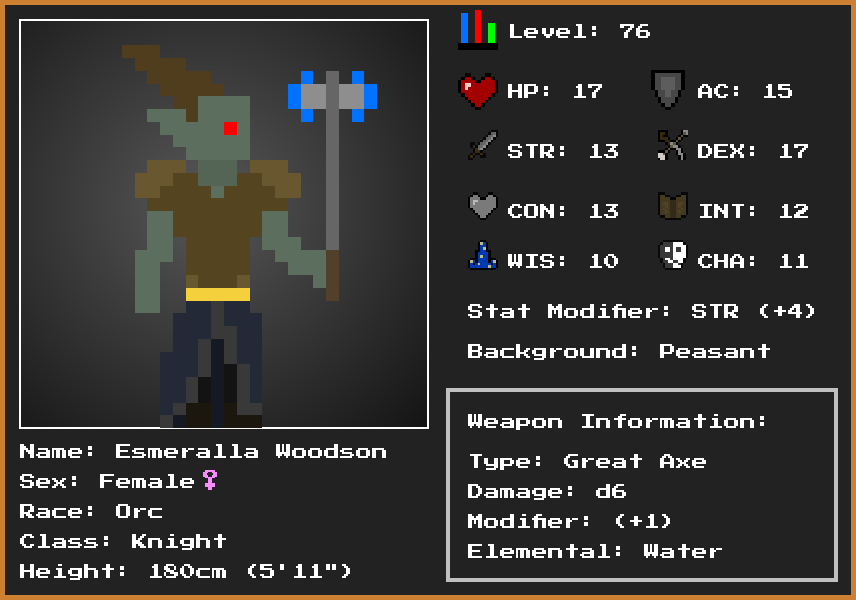 Level: 76
HP: 17 AC: 15
STR: 13 DEX: 17
CON: 13 INT: 12
WIS: 10 CHA: 11
Stat Modifier: STR (+4)
Background: Peasant
Weapon Information:
Type: Great Axe
Damage: d6
Modifier: (+1)
Elemental: Water
Name: Esmeralla Woodson
Sex: Female♀
Race: Orc
Class: Knight
Height: 180cm (5'11")